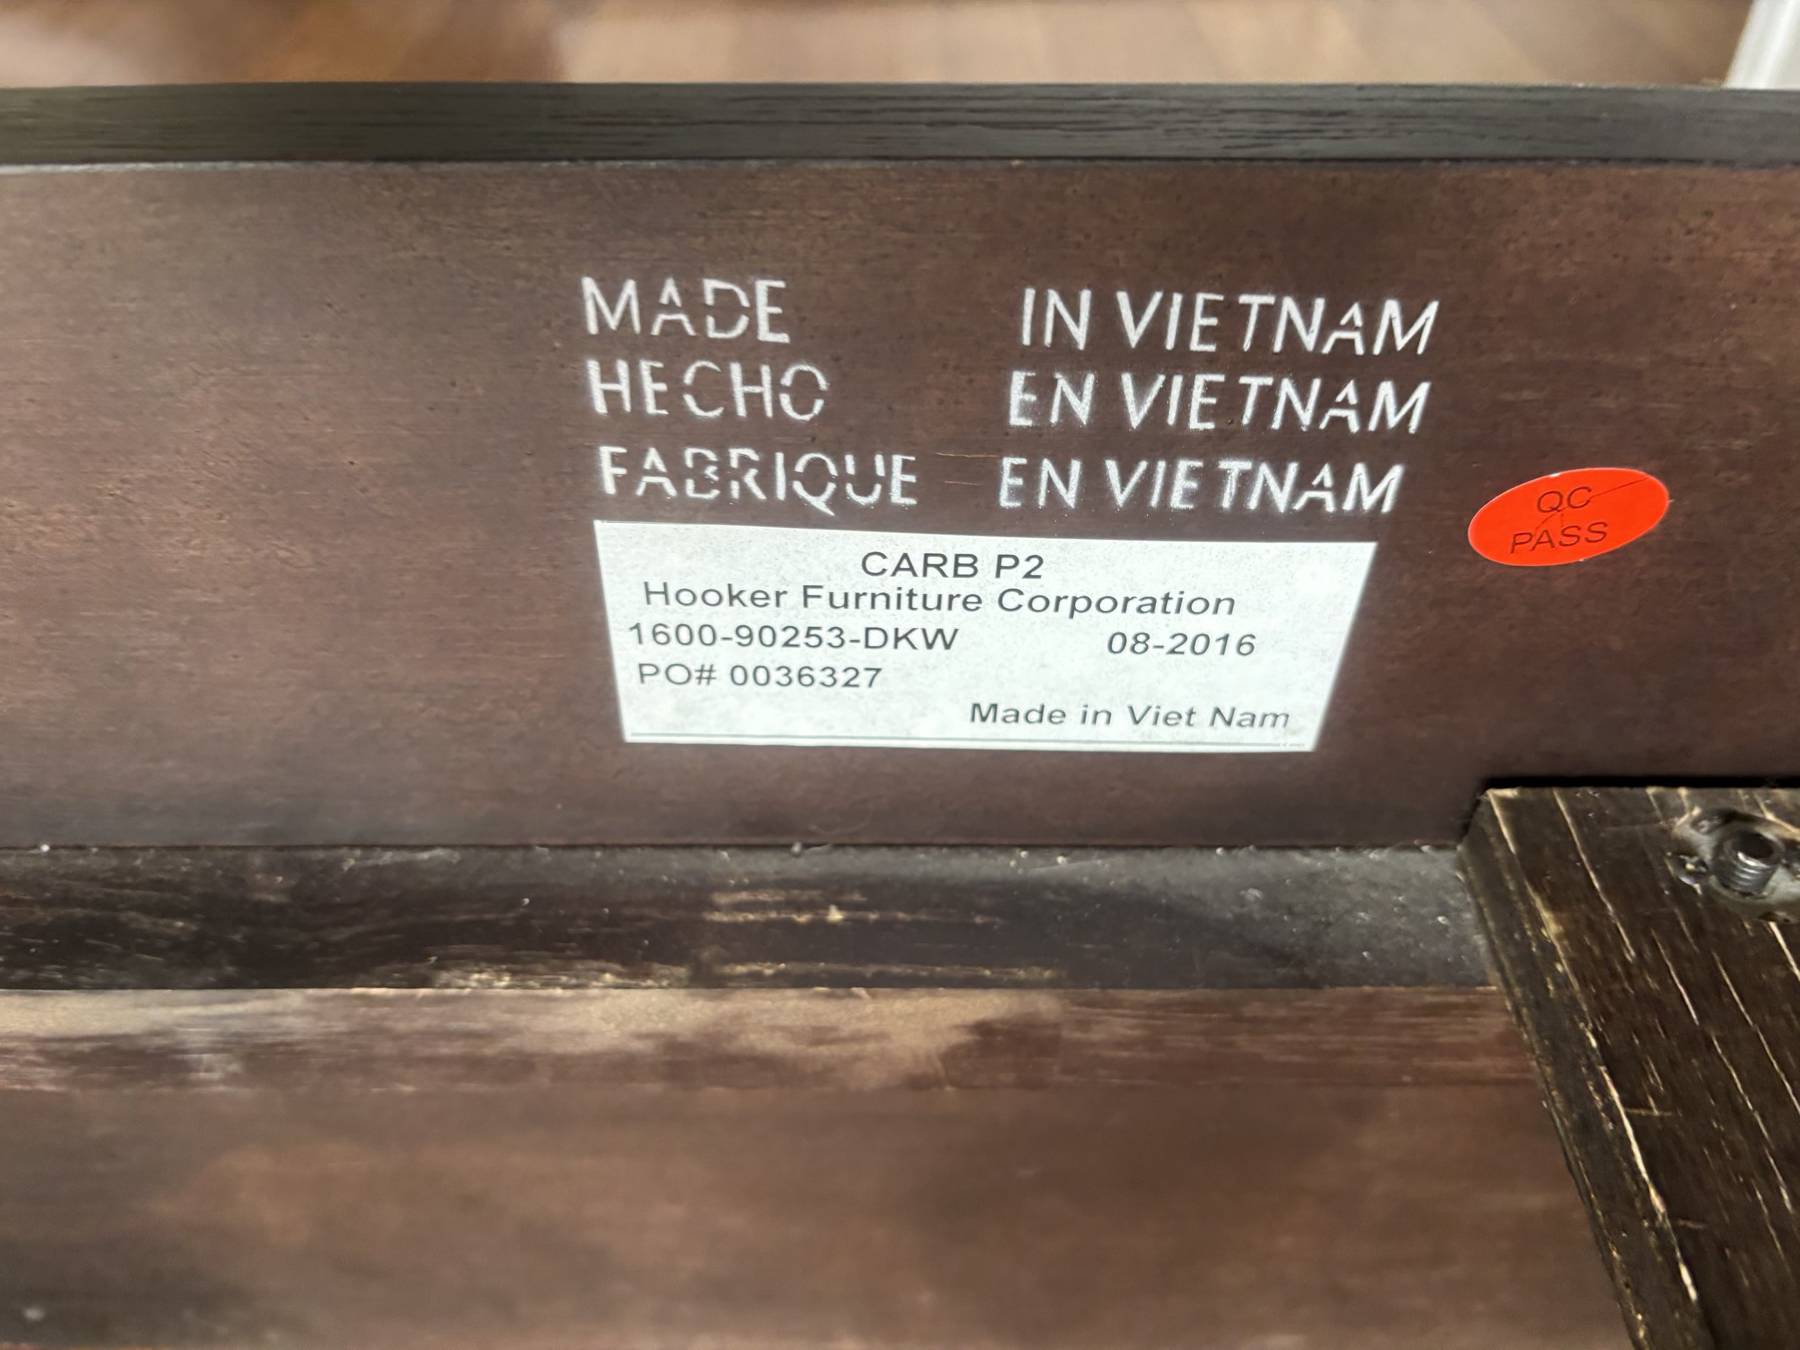 MADE IN VIETNAM
HECHO EN VIETNAM
FABRIQUE EN VIETNAM
QC
PASS
CARB P2
Hooker Furniture Corporation
1600-90253-DKW 08-2016
PO# 0036327
Made in Viet Nam